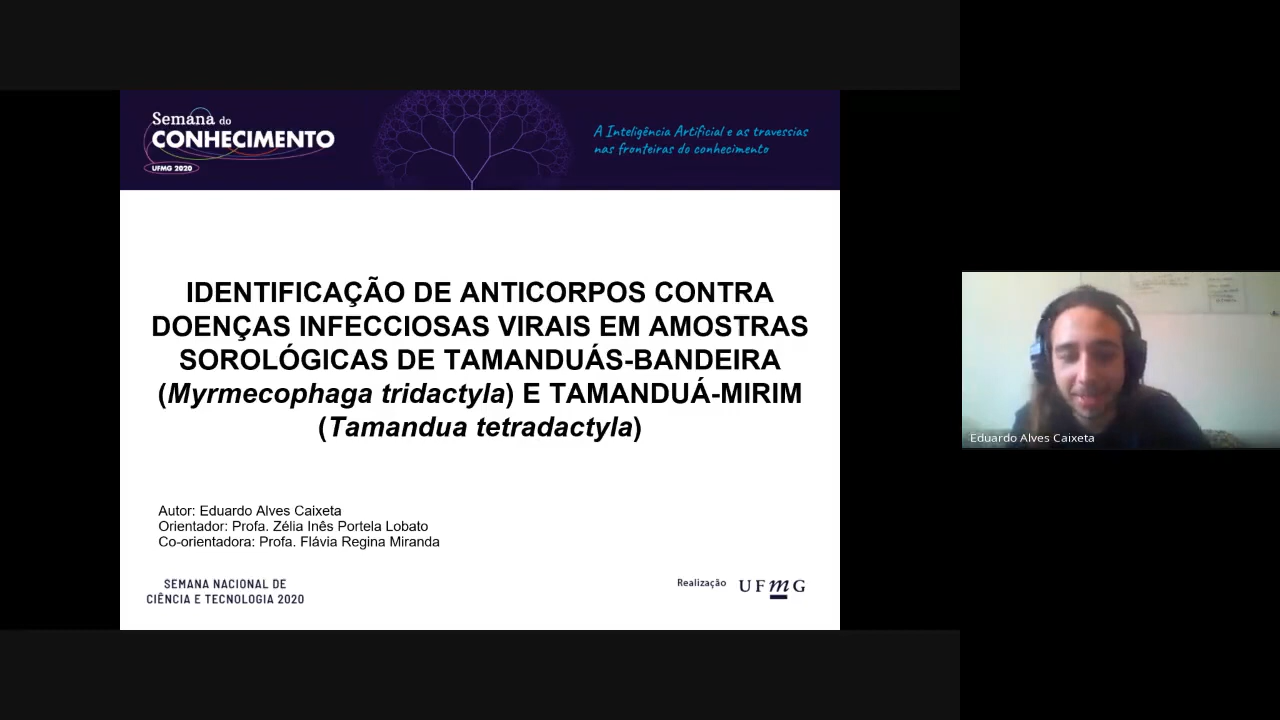 Semana do
CONHECIMENTO
UFMG 2020
A Inteligência Artificial e as travessias
nas fronteiras do conhecimento
IDENTIFICAÇÃO DE ANTICORPOS CONTRA
DOENÇAS INFECCIOSAS VIRAIS EM AMOSTRAS
SOROLÓGICAS DE TAMANDUÁS-BANDEIRA
(Myrmecophaga tridactyla) E TAMANDUÁ-MIRIM
(Tamandua tetradactyla)
Autor: Eduardo Alves Caixeta
Orientador: Profa. Zélia Inês Portela Lobato
Co-orientadora: Profa. Flávia Regina Miranda
SEMANA NACIONAL DE
CIÊNCIA E TECNOLOGIA 2020
Realização
UFMG
Eduardo Alves Caixeta